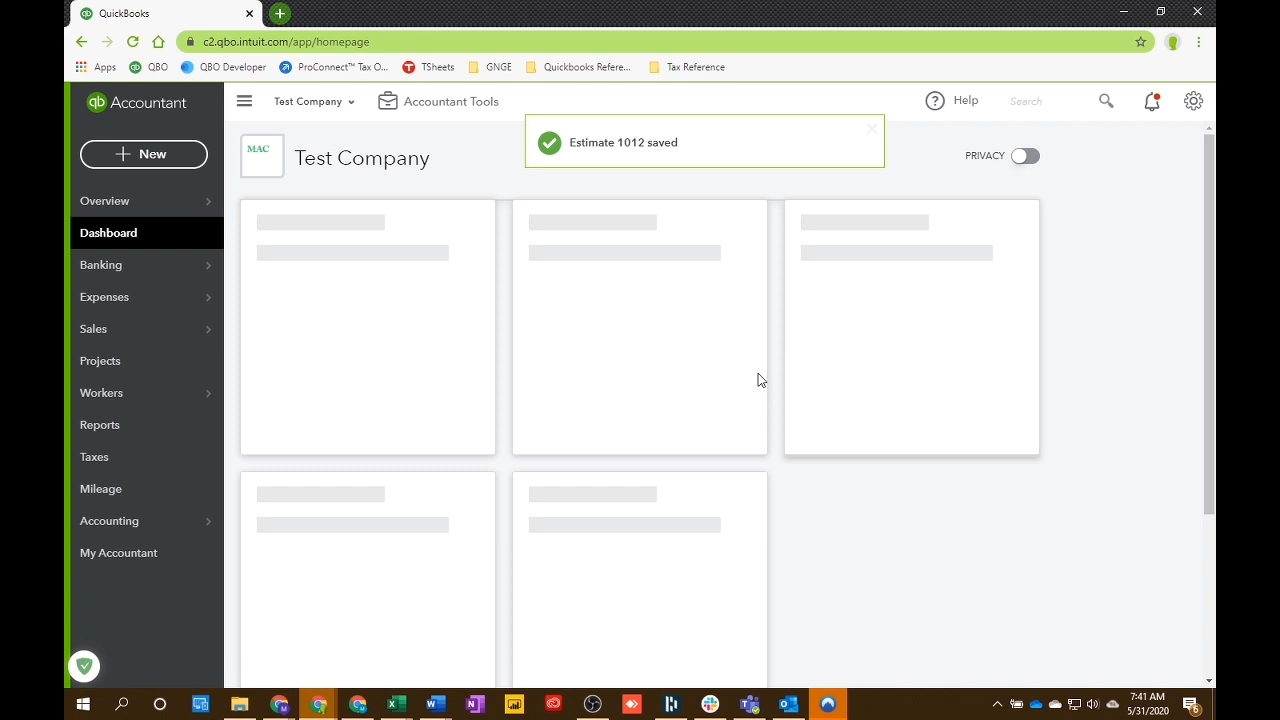 QuickBooks
c2.qbo.intuit.com/app/homepage
Apps QBO QBO Developer ProConnect™ Tax O... TSheets GNGE Quickbooks Refere... Tax Reference
qb Accountant
Test Company
Accountant Tools
Help
Search
Estimate 1012 saved
New
MAC
Test Company
PRIVACY
Overview
Dashboard
Banking
Expenses
Sales
Projects
Workers
Reports
Taxes
Mileage
Accounting
My Accountant
7:41 AM
5/31/2020